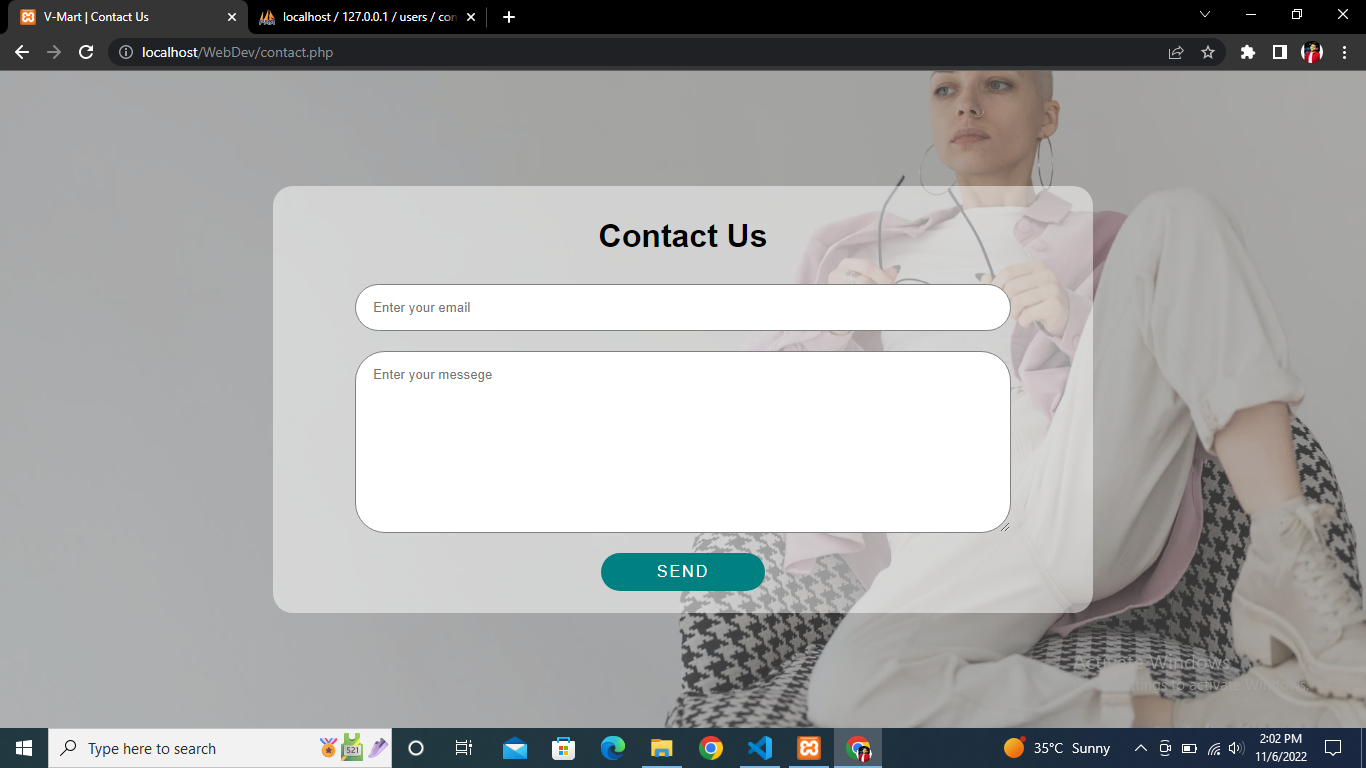 V-Mart | Contact Us
localhost / 127.0.0.1 / users / con
localhost/WebDev/contact.php
Contact Us
Enter your email
Enter your messege
SEND
Activate Windows
ings to activate Windows.
Type here to search
521
35°C Sunny
2:02 PM
11/6/2022